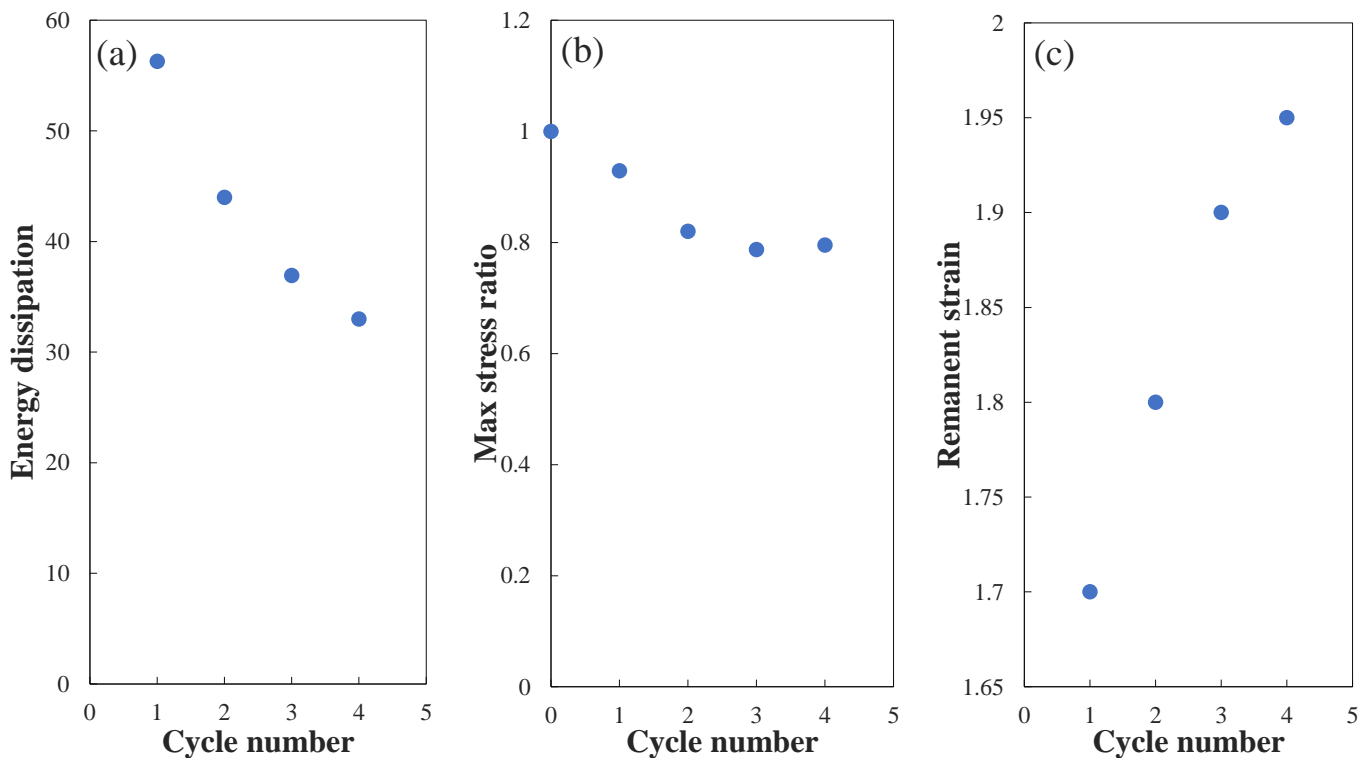 (a)
Energy dissipation
60
50
40
30
20
10
0
0 1 2 3 4 5
Cycle number
(b)
Max stress ratio
1.2
1
0.8
0.6
0.4
0.2
0
0 1 2 3 4 5
Cycle number
(c)
Remanent strain
2
1.95
1.9
1.85
1.8
1.75
1.7
1.65
0 1 2 3 4 5
Cycle number